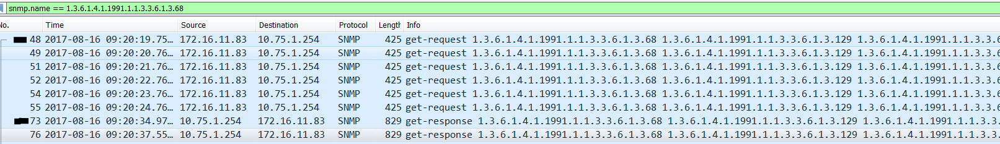 snmp.name == 1.3.6.1.4.1.1991.1.1.3.3.6.1.3.68
No. Time Source Destination Protocol Length Info
48 2017-08-16 09:20:19.75… 172.16.11.83 10.75.1.254 SNMP 425 get-request 1.3.6.1.4.1.1991.1.1.3.3.6.1.3.68 1.3.6.1.4.1.1991.1.1.3.3.6.1.3.129 1.3.6.1.4.1.1991.1.1.3.3.6
49 2017-08-16 09:20:20.76… 172.16.11.83 10.75.1.254 SNMP 425 get-request 1.3.6.1.4.1.1991.1.1.3.3.6.1.3.68 1.3.6.1.4.1.1991.1.1.3.3.6.1.3.129 1.3.6.1.4.1.1991.1.1.3.3.6
51 2017-08-16 09:20:21.76… 172.16.11.83 10.75.1.254 SNMP 425 get-request 1.3.6.1.4.1.1991.1.1.3.3.6.1.3.68 1.3.6.1.4.1.1991.1.1.3.3.6.1.3.129 1.3.6.1.4.1.1991.1.1.3.3.6
52 2017-08-16 09:20:22.76… 172.16.11.83 10.75.1.254 SNMP 425 get-request 1.3.6.1.4.1.1991.1.1.3.3.6.1.3.68 1.3.6.1.4.1.1991.1.1.3.3.6.1.3.129 1.3.6.1.4.1.1991.1.1.3.3.6
54 2017-08-16 09:20:23.76… 172.16.11.83 10.75.1.254 SNMP 425 get-request 1.3.6.1.4.1.1991.1.1.3.3.6.1.3.68 1.3.6.1.4.1.1991.1.1.3.3.6.1.3.129 1.3.6.1.4.1.1991.1.1.3.3.6
55 2017-08-16 09:20:24.76… 172.16.11.83 10.75.1.254 SNMP 425 get-request 1.3.6.1.4.1.1991.1.1.3.3.6.1.3.68 1.3.6.1.4.1.1991.1.1.3.3.6.1.3.129 1.3.6.1.4.1.1991.1.1.3.3.6
73 2017-08-16 09:20:34.97… 10.75.1.254 172.16.11.83 SNMP 829 get-response 1.3.6.1.4.1.1991.1.1.3.3.6.1.3.68 1.3.6.1.4.1.1991.1.1.3.3.6.1.3.129 1.3.6.1.4.1.1991.1.1.3.3.
76 2017-08-16 09:20:37.55… 10.75.1.254 172.16.11.83 SNMP 829 get-response 1.3.6.1.4.1.1991.1.1.3.3.6.1.3.68 1.3.6.1.4.1.1991.1.1.3.3.6.1.3.129 1.3.6.1.4.1.1991.1.1.3.3.